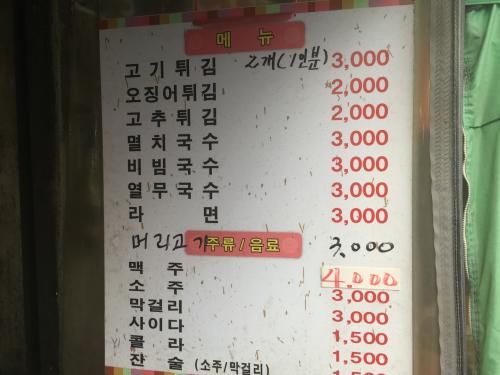 메 뉴
고기튀김 2개(1인분) 3,000
오징어튀김 2,000
고추튀김 2,000
멸치국수 3,000
비빔국수 3,000
열무국수 3,000
라 면 3,000
머리고기 3,000
주류/음료
맥 주 4,000
소 주 3,000
막걸리 3,000
사이다 1,500
콜 라 1,500
잔 술 (소주/막걸리)